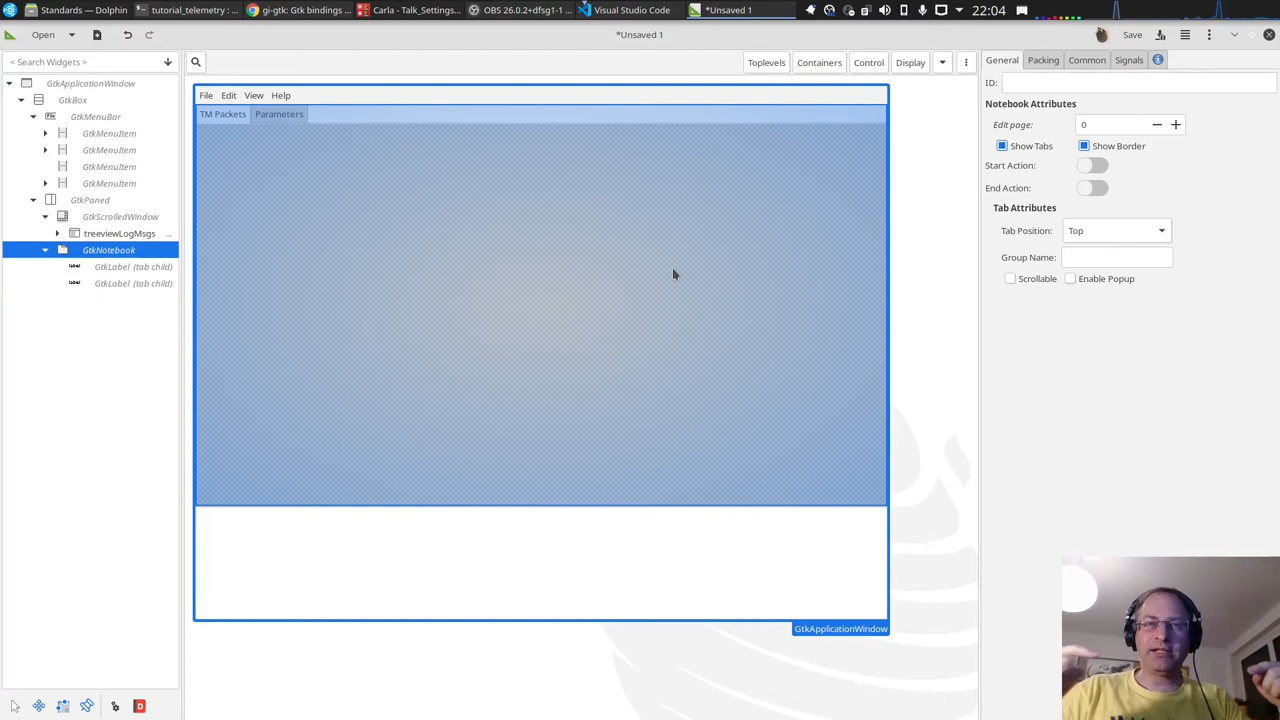 Standards — Dolphin
tutorial_telemetry : ...
gi-gtk: Gtk bindings ...
Carla - Talk_Settings...
OBS 26.0.2+dfsg1-1 ...
Visual Studio Code
*Unsaved 1
22:04
Open
*Unsaved 1
Save
< Search Widgets >
Toplevels
Containers
Control
Display
General
Packing
Common
Signals
GtkApplicationWindow
GtkBox
GtkMenuBar
GtkMenuItem
GtkMenuItem
GtkMenuItem
GtkMenuItem
GtkPaned
GtkScrolledWindow
treeviewLogMsgs ...
GtkNotebook
GtkLabel (tab child)
GtkLabel (tab child)
File Edit View Help
TM Packets Parameters
GtkApplicationWindow
ID:
Notebook Attributes
Edit page: 0
Show Tabs Show Border
Start Action:
End Action:
Tab Attributes
Tab Position: Top
Group Name:
Scrollable Enable Popup